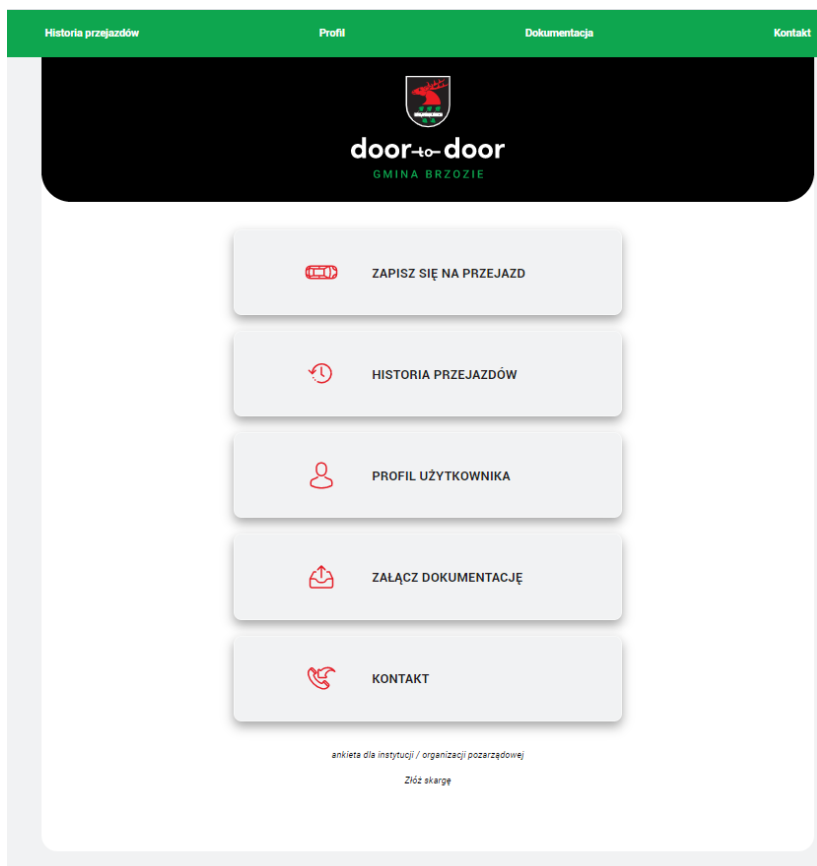 Historia przejazdów Profil Dokumentacja Kontakt
door-to-door
GMINA BRZOZIE
ZAPISZ SIĘ NA PRZEJAZD
HISTORIA PRZEJAZDÓW
PROFIL UŻYTKOWNIKA
ZAŁĄCZ DOKUMENTACJĘ
KONTAKT
ankieta dla instytucji / organizacji pozarządowej
Złóż skargę